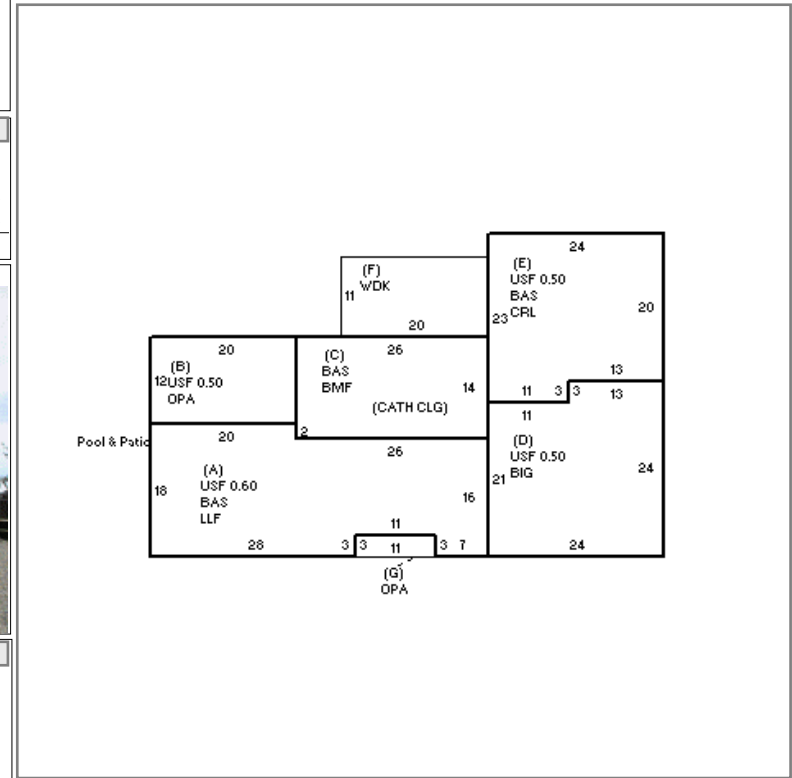 24
(F)
WDK
11
20
(E)
USF 0.50
BAS
CRL
23
20
13
11 3 3 13
11
20
(B)
12 USF 0.50
OPA
26
(C)
BAS
BMF
14
(CATH CLG)
2
Pool & Patio
20
26
(A)
USF 0.60
BAS
LLF
18
16
11
28 3 3 11 3 7
(G)
OPA
(D)
USF 0.50
BIG
21
24
24